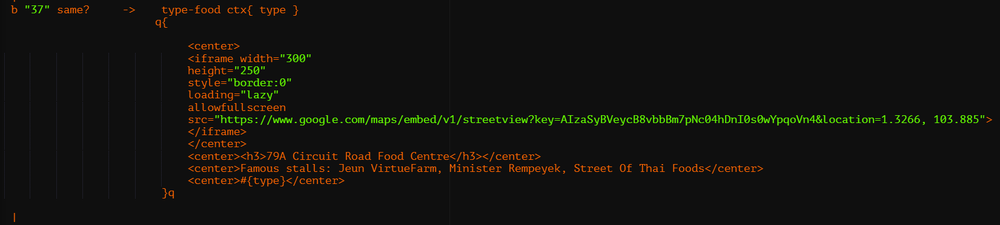 b "37" same? -> type-food ctx{ type }
q{
<center>
<iframe width="300"
height="250"
style="border:0"
loading="lazy"
allowfullscreen
src="https://www.google.com/maps/embed/v1/streetview?key=AIzaSyBVeycB8vbbBm7pNc04hDnI0s0wYpqoVn4&location=1.3266, 103.885">
</iframe>
</center>
<center><h3>79A Circuit Road Food Centre</h3></center>
<center>Famous stalls: Jeun VirtueFarm, Minister Rempeyek, Street Of Thai Foods</center>
<center>#{type}</center>
}q
|